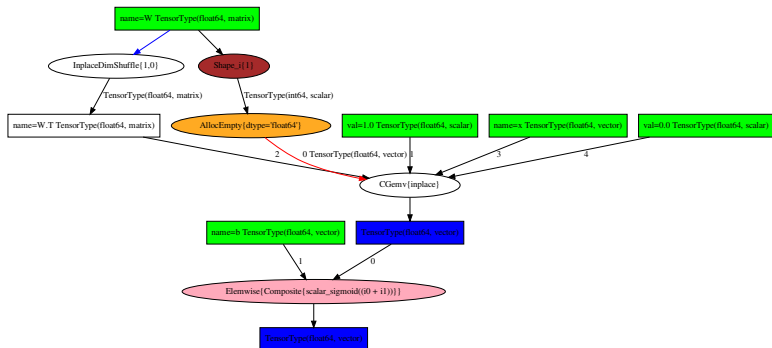 name=W TensorType(float64, matrix)
InplaceDimShuffle{1,0}
Shape_i{1}
TensorType(float64, matrix)
TensorType(int64, scalar)
name=W.T TensorType(float64, matrix)
AllocEmpty{dtype='float64'}
val=1.0 TensorType(float64, scalar)
name=x TensorType(float64, vector)
val=0.0 TensorType(float64, scalar)
2
0 TensorType(float64, vector)
1
3
4
CGemv{inplace}
name=b TensorType(float64, vector)
TensorType(float64, vector)
1
0
Elemwise{Composite{scalar_sigmoid((i0 + i1))}}
TensorType(float64, vector)